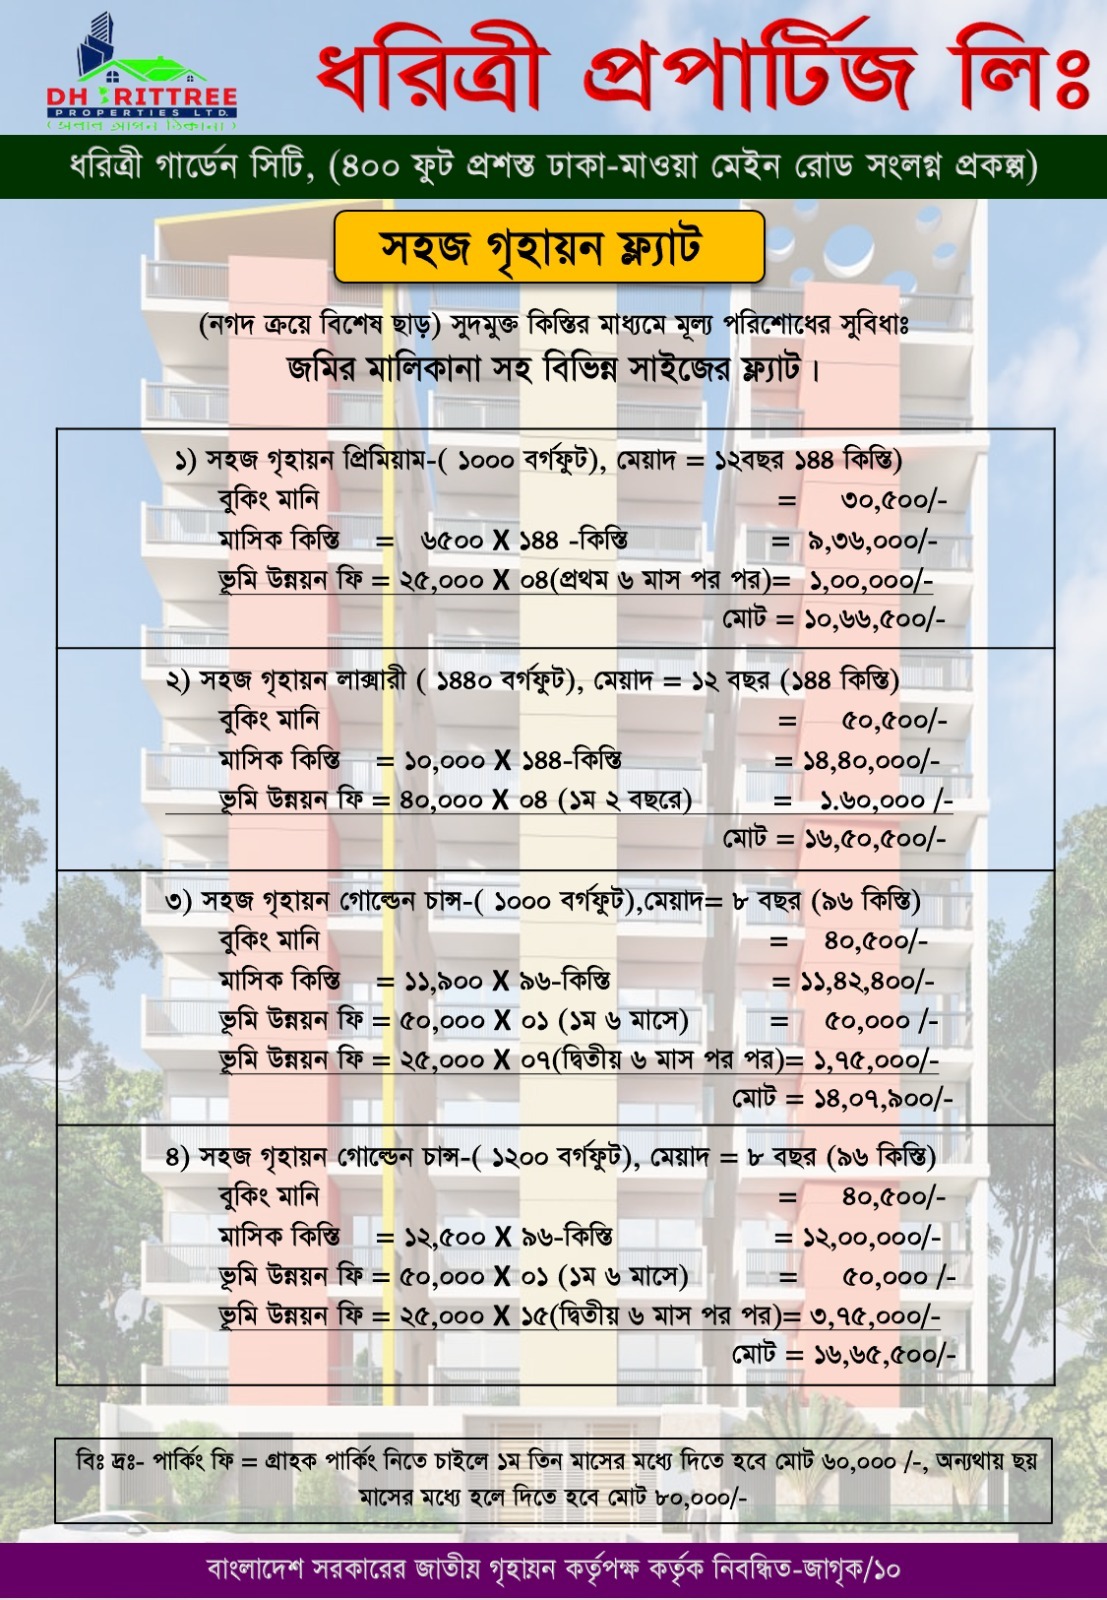 DHARITTREE
PROPERTIES LTD.
(সবার আপন ঠিকানা)
ধরিত্রী প্রপার্টিজ লিঃ
ধরিত্রী গার্ডেন সিটি, (৪০০ ফুট প্রশস্ত ঢাকা-মাওয়া মেইন রোড সংলগ্ন প্রকল্প)
সহজ গৃহায়ন ফ্ল্যাট
(নগদ ক্রয়ে বিশেষ ছাড়) সুদমুক্ত কিস্তির মাধ্যমে মূল্য পরিশোধের সুবিধাঃ
জমির মালিকানা সহ বিভিন্ন সাইজের ফ্ল্যাট।
১) সহজ গৃহায়ন প্রিমিয়াম-( ১০০০ বর্গফুট), মেয়াদ = ১২বছর ১৪৪ কিস্তি)
বুকিং মানি = ৩০,৫০০/-
মাসিক কিস্তি = ৬৫০০ X ১৪৪ -কিস্তি = ৯,৩৬,০০০/-
ভূমি উন্নয়ন ফি = ২৫,০০০ X ০৪(প্রথম ৬ মাস পর পর)= ১,০০,০০০/-
মোট = ১০,৬৬,৫০০/-
২) সহজ গৃহায়ন লাক্সারী ( ১৪৪০ বর্গফুট), মেয়াদ = ১২ বছর (১৪৪ কিস্তি)
বুকিং মানি = ৫০,৫০০/-
মাসিক কিস্তি = ১০,০০০ X ১৪৪-কিস্তি = ১৪,৪০,০০০/-
ভূমি উন্নয়ন ফি = ৪০,০০০ X ০৪ (১ম ২ বছরে) = ১.৬০,০০০ /-
মোট = ১৬,৫০,৫০০/-
৩) সহজ গৃহায়ন গোল্ডেন চান্স-( ১০০০ বর্গফুট),মেয়াদ= ৮ বছর (৯৬ কিস্তি)
বুকিং মানি = ৪০,৫০০/-
মাসিক কিস্তি = ১১,৯০০ X ৯৬-কিস্তি = ১১,৪২,৪০০/-
ভূমি উন্নয়ন ফি = ৫০,০০০ X ০১ (১ম ৬ মাসে) = ৫০,০০০ /-
ভূমি উন্নয়ন ফি = ২৫,০০০ X ০৭(দ্বিতীয় ৬ মাস পর পর)= ১,৭৫,০০০/-
মোট = ১৪,০৭,৯০০/-
৪) সহজ গৃহায়ন গোল্ডেন চান্স-( ১২০০ বর্গফুট), মেয়াদ = ৮ বছর (৯৬ কিস্তি)
বুকিং মানি = ৪০,৫০০/-
মাসিক কিস্তি = ১২,৫০০ X ৯৬-কিস্তি = ১২,০০,০০০/-
ভূমি উন্নয়ন ফি = ৫০,০০০ X ০১ (১ম ৬ মাসে) = ৫০,০০০ /-
ভূমি উন্নয়ন ফি = ২৫,০০০ X ১৫(দ্বিতীয় ৬ মাস পর পর)= ৩,৭৫,০০০/-
মোট = ১৬,৬৫,৫০০/-
বিঃ দ্রঃ- পার্কিং ফি = গ্রাহক পার্কিং নিতে চাইলে ১ম তিন মাসের মধ্যে দিতে হবে মোট ৬০,০০০ /-, অন্যথায় ছয়
মাসের মধ্যে হলে দিতে হবে মোট ৮০,০০০/-
বাংলাদেশ সরকারের জাতীয় গৃহায়ন কর্তৃপক্ষ কর্তৃক নিবন্ধিত-জাগৃক/১০